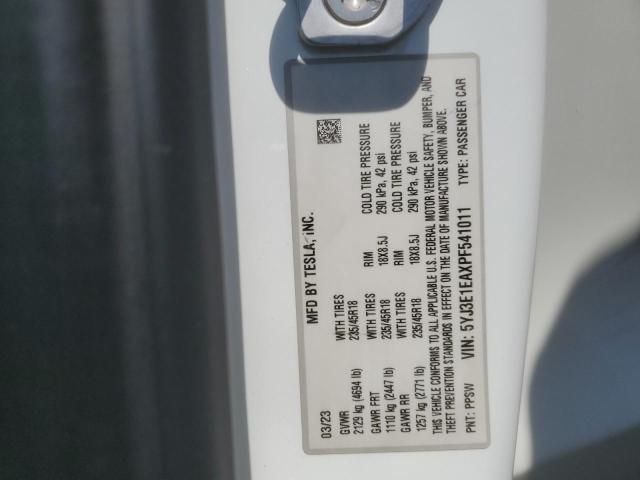 MFD BY TESLA, INC.
03/23
GVWR WITH TIRES RIM COLD TIRE PRESSURE
2129 kg (4694 lb) 235/45R18 18X8.5J 290 kPa, 42 psi
GAWR FRT WITH TIRES RIM COLD TIRE PRESSURE
1110 kg (2447 lb) 235/45R18 18X8.5J 290 kPa, 42 psi
GAWR RR WITH TIRES
1257 kg (2771 lb) 235/45R18
THIS VEHICLE CONFORMS TO ALL APPLICABLE U.S. FEDERAL MOTOR VEHICLE SAFETY, BUMPER, AND
THEFT PREVENTION STANDARDS IN EFFECT ON THE DATE OF MANUFACTURE SHOWN ABOVE.
PNT: PPSW VIN: 5YJ3E1EAXPF541011 TYPE: PASSENGER CAR